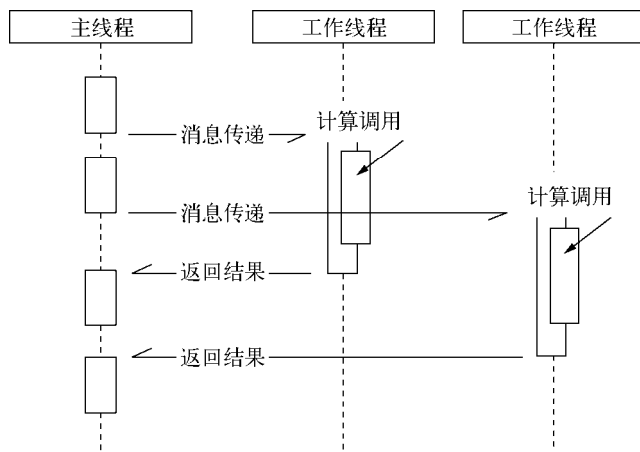 主线程
工作线程
工作线程
计算调用
消息传递
计算调用
消息传递
返回结果
返回结果